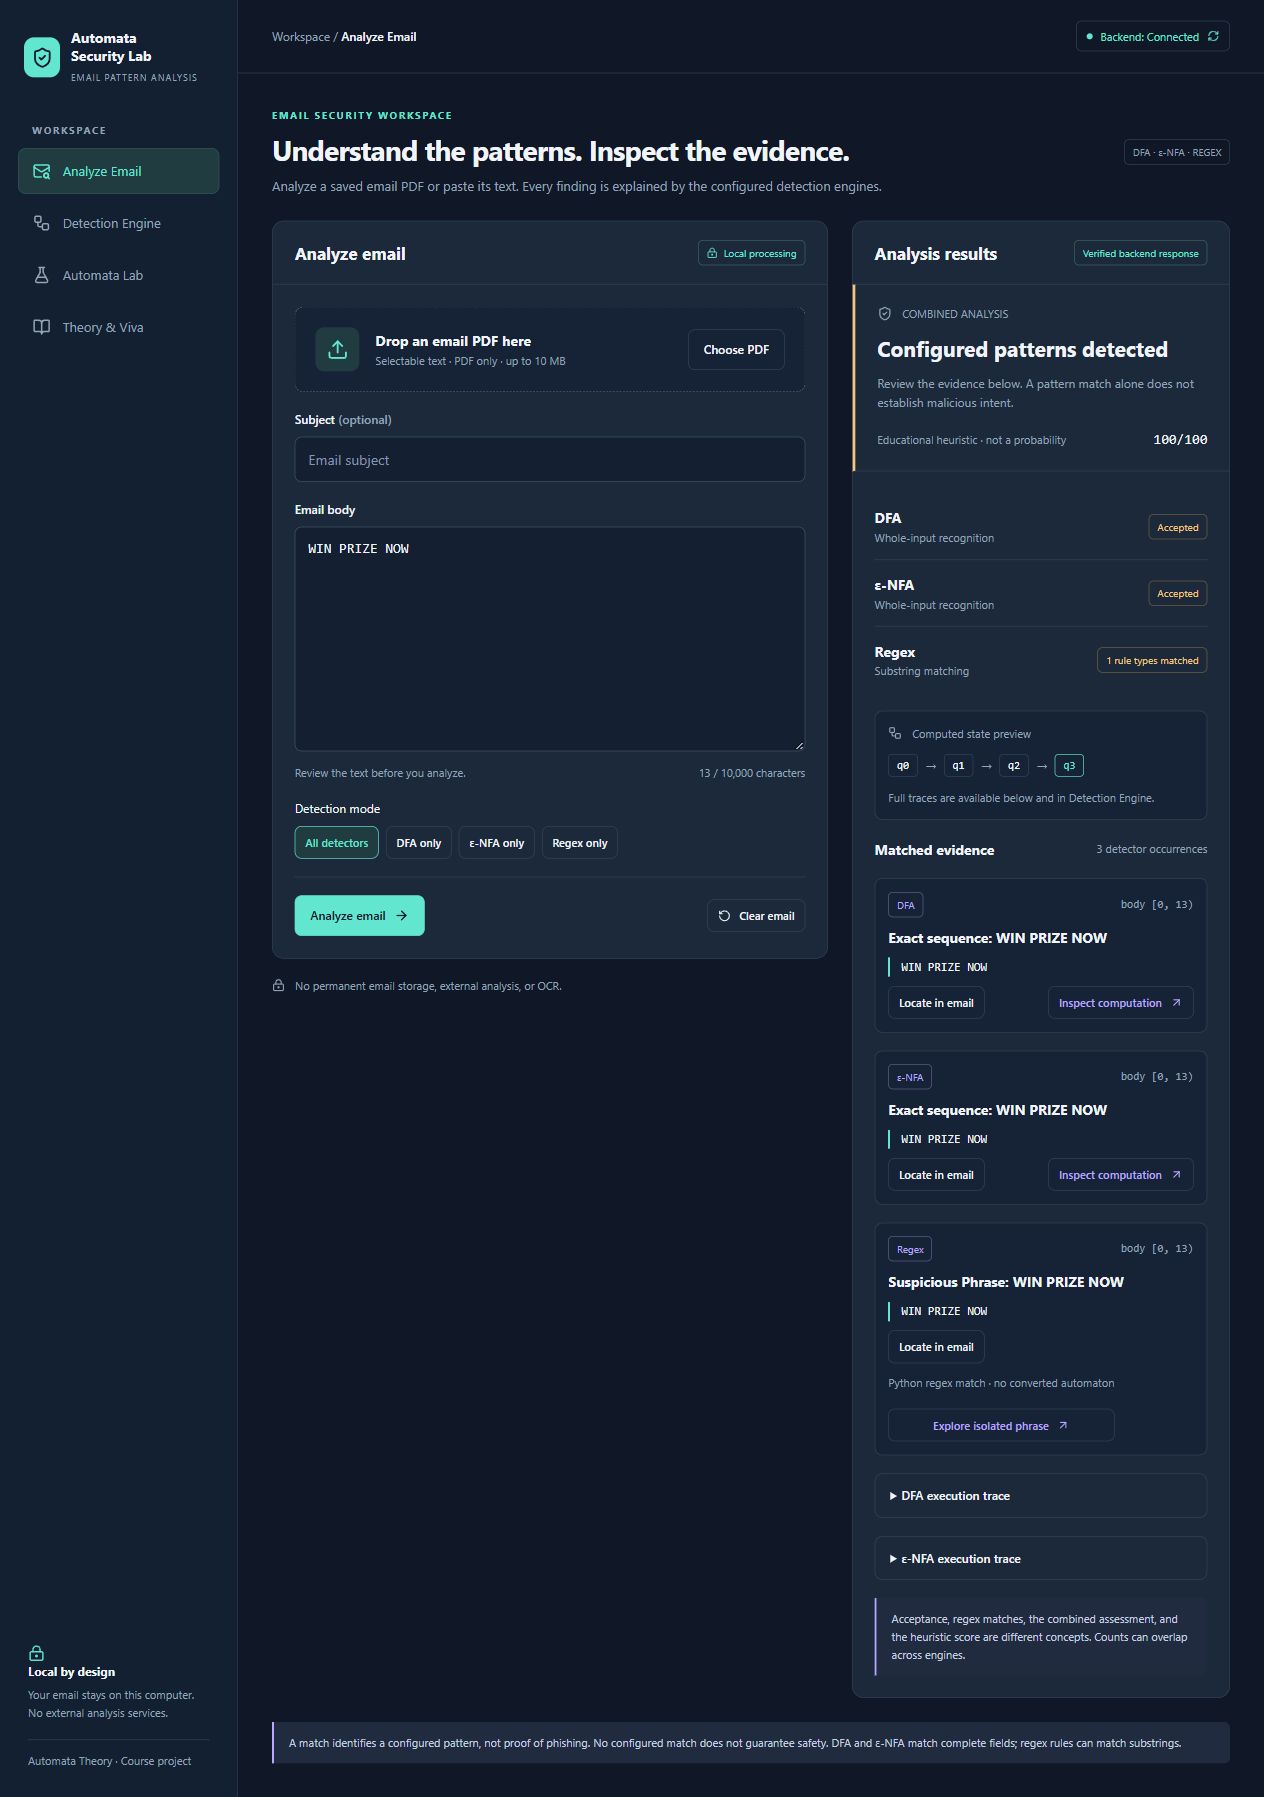 Automata
Security Lab
EMAIL PATTERN ANALYSIS
WORKSPACE
Analyze Email
Detection Engine
Automata Lab
Theory & Viva
Local by design
Your email stays on this computer.
No external analysis services.
Automata Theory · Course project
Workspace / Analyze Email
Backend: Connected
EMAIL SECURITY WORKSPACE
Understand the patterns. Inspect the evidence.
DFA · ε-NFA · REGEX
Analyze a saved email PDF or paste its text. Every finding is explained by the configured detection engines.
Analyze email
Local processing
Drop an email PDF here
Selectable text · PDF only · up to 10 MB
Choose PDF
Subject (optional)
Email subject
Email body
WIN PRIZE NOW
Review the text before you analyze.
13 / 10,000 characters
Detection mode
All detectors
DFA only
ε-NFA only
Regex only
Analyze email →
Clear email
No permanent email storage, external analysis, or OCR.
Analysis results
Verified backend response
COMBINED ANALYSIS
Configured patterns detected
Review the evidence below. A pattern match alone does not
establish malicious intent.
Educational heuristic · not a probability
100/100
DFA
Whole-input recognition
Accepted
ε-NFA
Whole-input recognition
Accepted
Regex
Substring matching
1 rule types matched
Computed state preview
q0 → q1 → q2 → q3
Full traces are available below and in Detection Engine.
Matched evidence
3 detector occurrences
DFA
body [0, 13)
Exact sequence: WIN PRIZE NOW
WIN PRIZE NOW
Locate in email
Inspect computation ↗
ε-NFA
body [0, 13)
Exact sequence: WIN PRIZE NOW
WIN PRIZE NOW
Locate in email
Inspect computation ↗
Regex
body [0, 13)
Suspicious Phrase: WIN PRIZE NOW
WIN PRIZE NOW
Locate in email
Python regex match · no converted automaton
Explore isolated phrase ↗
▶ DFA execution trace
▶ ε-NFA execution trace
Acceptance, regex matches, the combined assessment, and
the heuristic score are different concepts. Counts can overlap
across engines.
A match identifies a configured pattern, not proof of phishing. No configured match does not guarantee safety. DFA and ε-NFA match complete fields; regex rules can match substrings.